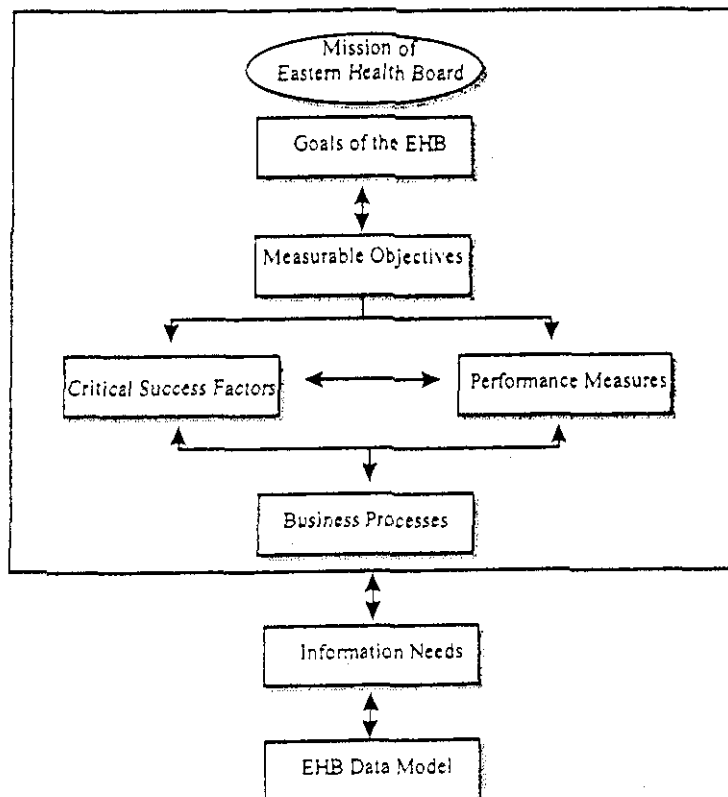 Mission of
Eastern Health Board
Goals of the EHB
Measurable Objectives
Critical Success Factors
Performance Measures
Business Processes
Information Needs
EHB Data Model